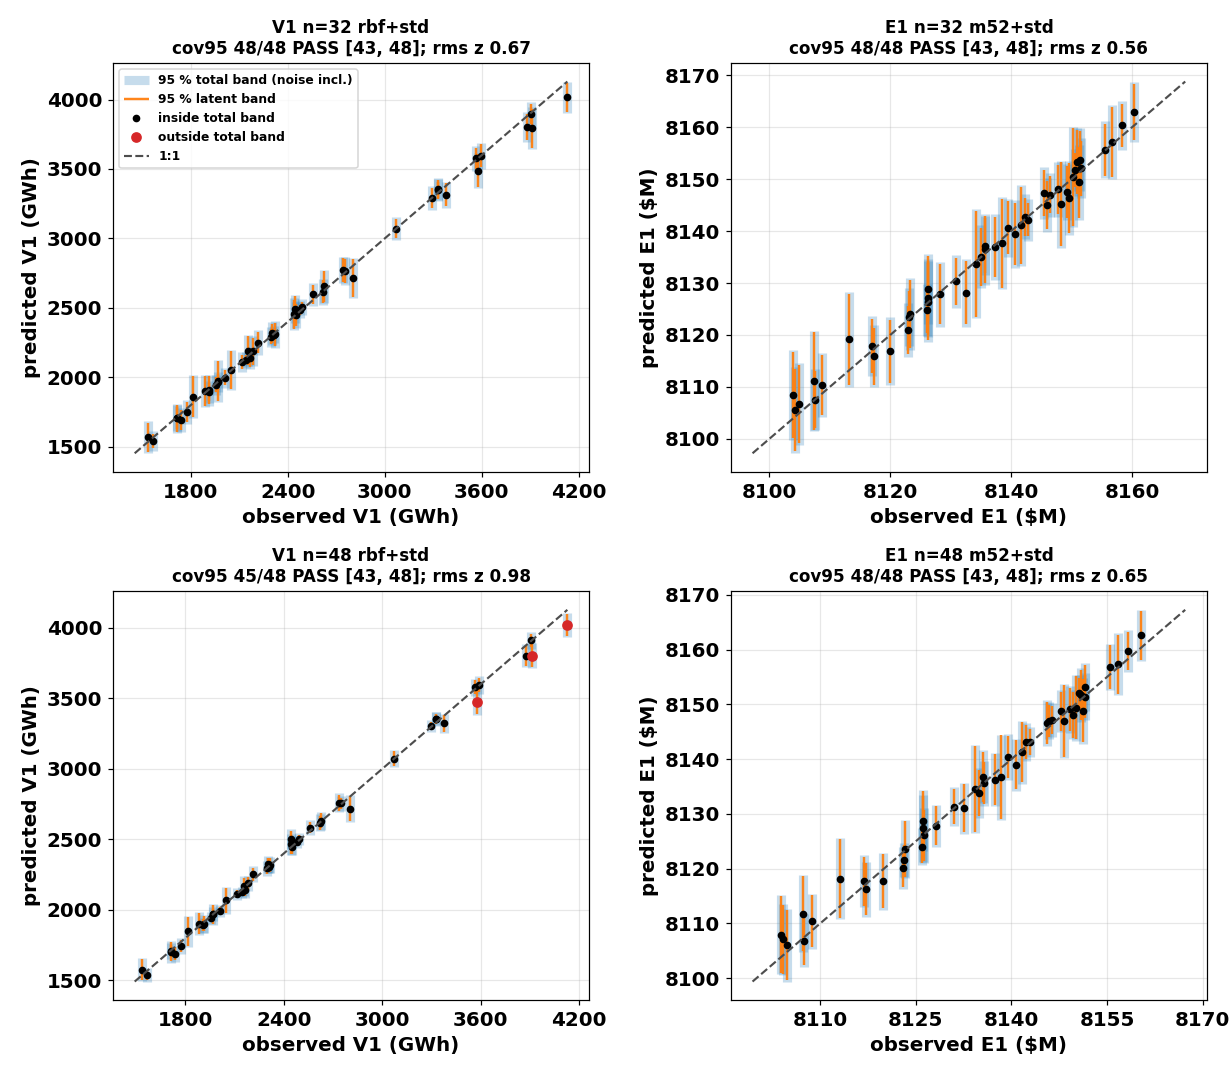 V1 n=32 rbf+std
cov95 48/48 PASS [43, 48]; rms z 0.67
95 % total band (noise incl.)
95 % latent band
inside total band
outside total band
1:1
4000
3500
3000
2500
2000
1500
predicted V1 (GWh)
1800 2400 3000 3600 4200
observed V1 (GWh)
E1 n=32 m52+std
cov95 48/48 PASS [43, 48]; rms z 0.56
8170
8160
8150
8140
8130
8120
8110
8100
predicted E1 ($M)
8100 8120 8140 8160
observed E1 ($M)
V1 n=48 rbf+std
cov95 45/48 PASS [43, 48]; rms z 0.98
4000
3500
3000
2500
2000
1500
predicted V1 (GWh)
1800 2400 3000 3600 4200
observed V1 (GWh)
E1 n=48 m52+std
cov95 48/48 PASS [43, 48]; rms z 0.65
8170
8160
8150
8140
8130
8120
8110
8100
predicted E1 ($M)
8110 8125 8140 8155 8170
observed E1 ($M)